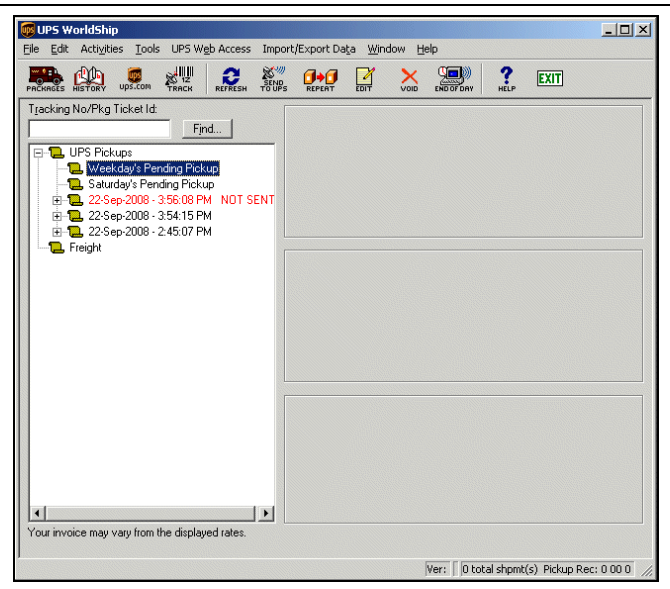 UPS WorldShip
File Edit Activities Tools UPS Web Access Import/Export Data Window Help
PACKAGES HISTORY UPS.COM TRACK REFRESH SEND TO UPS REPEAT EDIT VOID END OF DAY HELP EXIT
Tracking No/Pkg Ticket Id:
Find...
UPS Pickups
Weekday's Pending Pickup
Saturday's Pending Pickup
22-Sep-2008 - 3:56:08 PM NOT SENT
22-Sep-2008 - 3:54:15 PM
22-Sep-2008 - 2:45:07 PM
Freight
Your invoice may vary from the displayed rates.
Ver: 0 total shpmt(s) Pickup Rec: 0 00 0